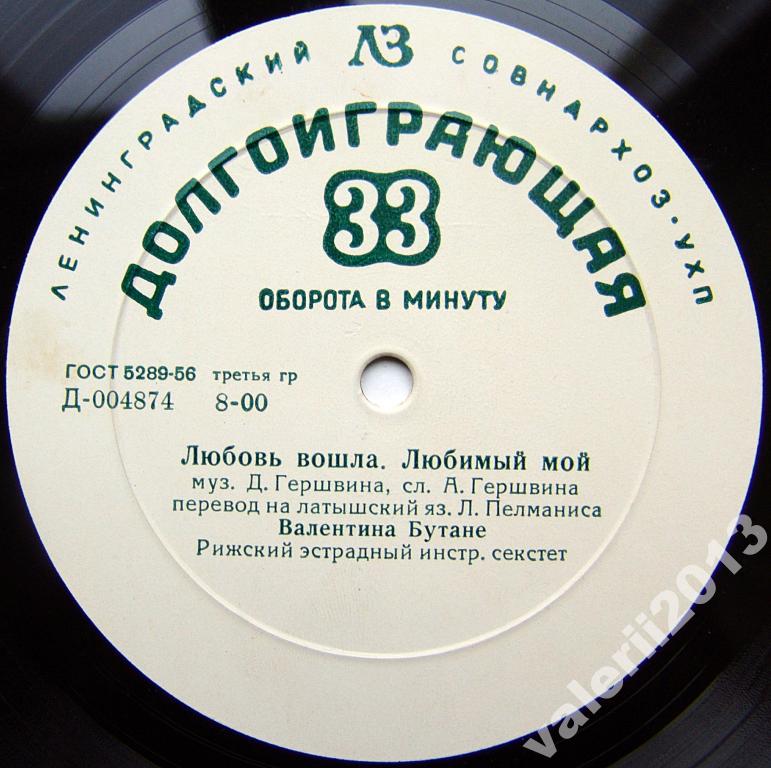 ЛЕНИНГРАДСКИЙ ЛЗ СОВНАРХОЗ·УХП
ДОЛГОИГРАЮЩАЯ
33
ОБОРОТА В МИНУТУ
ГОСТ 5289-56 третья гр
Д-004874 8-00
Любовь вошла. Любимый мой
муз. Д. Гершвина, сл. А. Гершвина
перевод на латышский яз. Л. Пелманиса
Валентина Бутане
Рижский эстрадный инстр. секстет
valerii2013